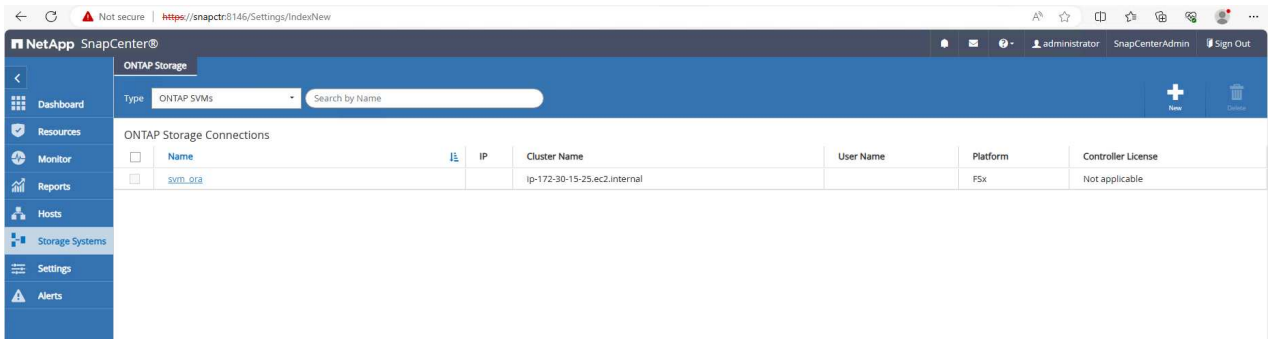 Not secure https://snapctr:8146/Settings/IndexNew
NetApp SnapCenter® administrator SnapCenterAdmin Sign Out
ONTAP Storage
Type ONTAP SVMs Search by Name New Delete
Dashboard
Resources
Monitor
Reports
Hosts
Storage Systems
Settings
Alerts
ONTAP Storage Connections
Name IP Cluster Name User Name Platform Controller License
svm_ora ip-172-30-15-25.ec2.internal FSx Not applicable